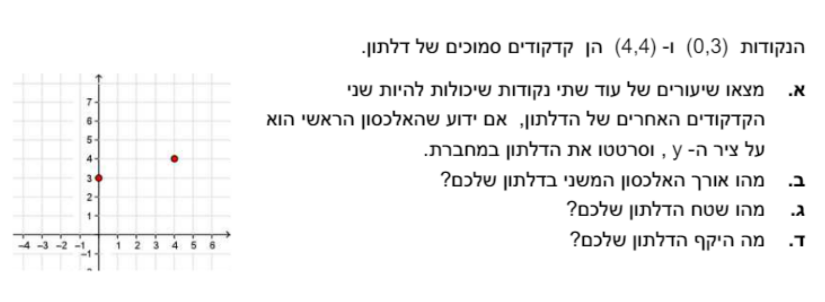 הנקודות (0,3) ו- (4,4) הן קדקודים סמוכים של דלתון.
א. מצאו שיעורים של עוד שתי נקודות שיכולות להיות שני
הקדקודים האחרים של הדלתון, אם ידוע שהאלכסון הראשי הוא
על ציר ה- y , וסרטטו את הדלתון במחברת.
ב. מהו אורך האלכסון המשני בדלתון שלכם?
ג. מהו שטח הדלתון שלכם?
ד. מה היקף הדלתון שלכם?
7
6
5
4
3
2
1
-4 -3 -2 -1 1 2 3 4 5 6
-1